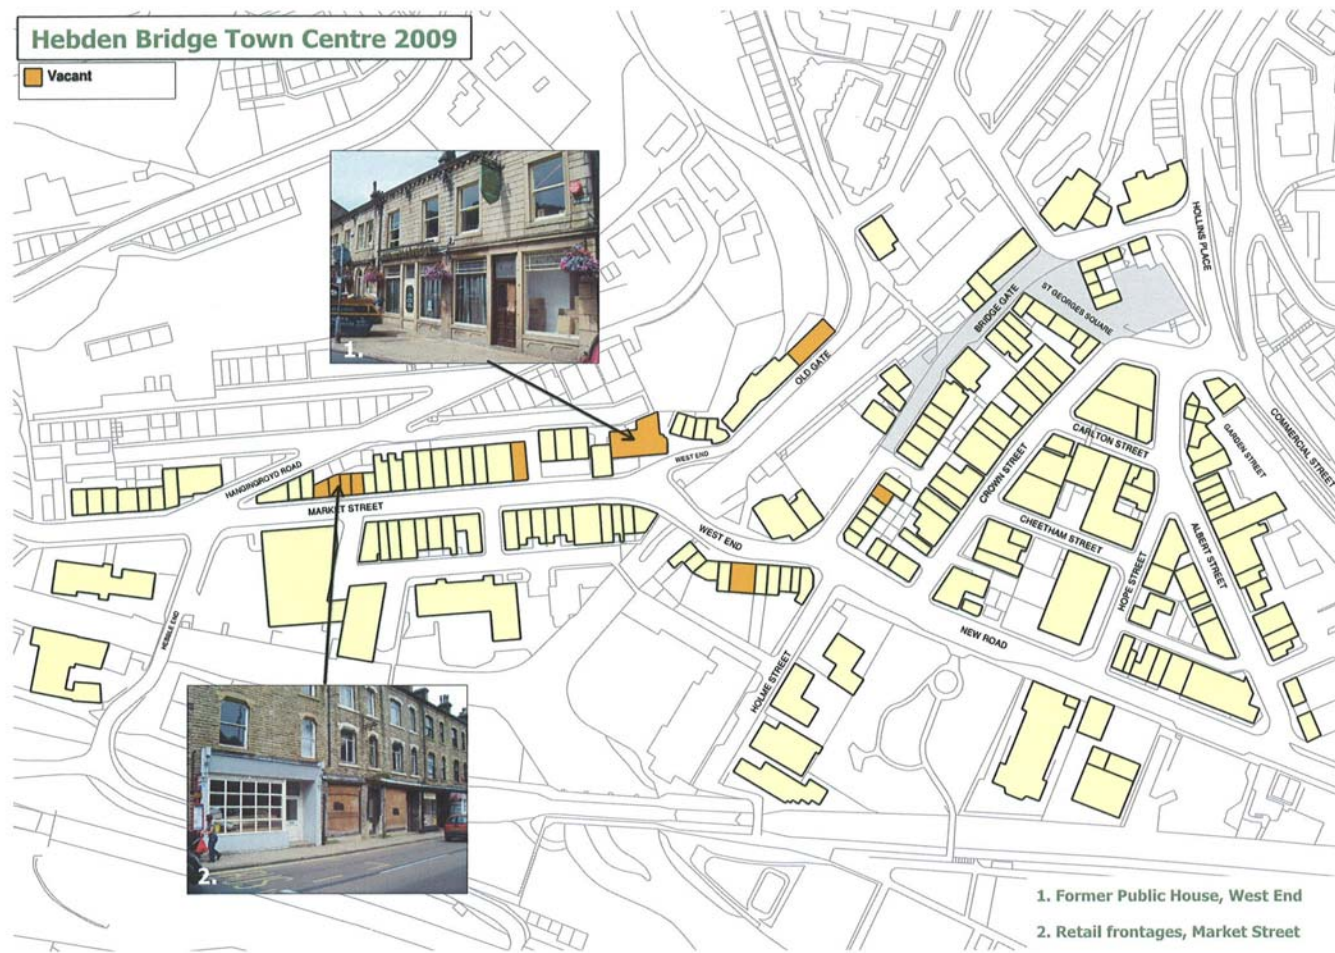 Hebden Bridge Town Centre 2009
Vacant
1.
HOLLINS PLACE
BRIDGE GATE
ST GEORGES SQUARE
OLD GATE
COMMERCIAL STREET
GARDEN STREET
CARLTON STREET
WEST END
CROWN STREET
HANGINGROYD ROAD
MARKET STREET
CHEETHAM STREET
ALBERT STREET
WEST END
HOPE STREET
HEBBLE END
NEW ROAD
HOLME STREET
2.
1. Former Public House, West End
2. Retail frontages, Market Street